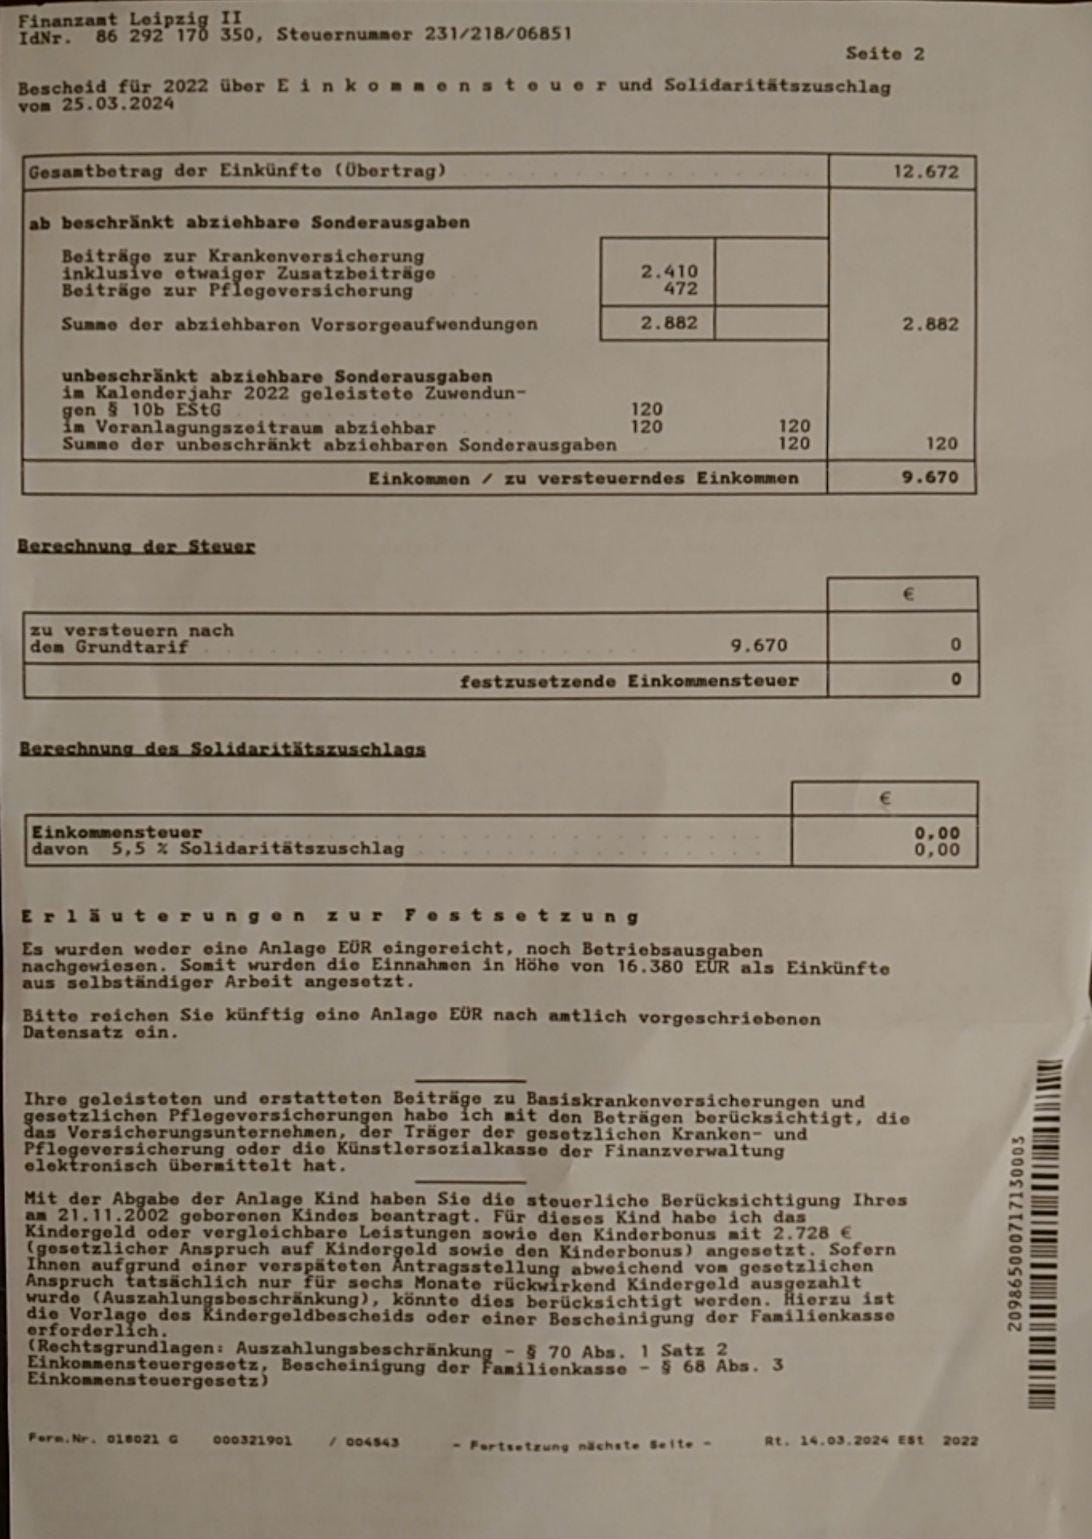 Finanzamt Leipzig II
IdNr. 86 292 170 350, Steuernummer 231/218/06851
Seite 2
Bescheid für 2022 über E i n k o m m e n s t e u e r und Solidaritätszuschlag
vom 25.03.2024
Gesamtbetrag der Einkünfte (Übertrag) 12.672
ab beschränkt abziehbare Sonderausgaben
Beiträge zur Krankenversicherung
inklusive etwaiger Zusatzbeiträge 2.410
Beiträge zur Pflegeversicherung 472
Summe der abziehbaren Vorsorgeaufwendungen 2.882 2.882
unbeschränkt abziehbare Sonderausgaben
im Kalenderjahr 2022 geleistete Zuwendun-
gen § 10b EStG 120
im Veranlagungszeitraum abziehbar 120 120
Summe der unbeschränkt abziehbaren Sonderausgaben 120 120
Einkommen / zu versteuerndes Einkommen 9.670
Berechnung der Steuer
€
zu versteuern nach
dem Grundtarif 9.670 0
festzusetzende Einkommensteuer 0
Berechnung des Solidaritätszuschlags
€
Einkommensteuer 0,00
davon 5,5 % Solidaritätszuschlag 0,00
E r l ä u t e r u n g e n z u r F e s t s e t z u n g
Es wurden weder eine Anlage EÜR eingereicht, noch Betriebsausgaben
nachgewiesen. Somit wurden die Einnahmen in Höhe von 16.380 EUR als Einkünfte
aus selbständiger Arbeit angesetzt.
Bitte reichen Sie künftig eine Anlage EÜR nach amtlich vorgeschriebenen
Datensatz ein.
Ihre geleisteten und erstatteten Beiträge zu Basiskrankenversicherungen und
gesetzlichen Pflegeversicherungen habe ich mit den Beträgen berücksichtigt, die
das Versicherungsunternehmen, der Träger der gesetzlichen Kranken- und
Pflegeversicherung oder die Künstlersozialkasse der Finanzverwaltung
elektronisch übermittelt hat.
Mit der Abgabe der Anlage Kind haben Sie die steuerliche Berücksichtigung Ihres
am 21.11.2002 geborenen Kindes beantragt. Für dieses Kind habe ich das
Kindergeld oder vergleichbare Leistungen sowie den Kinderbonus mit 2.728 €
(gesetzlicher Anspruch auf Kindergeld sowie den Kinderbonus) angesetzt. Sofern
Ihnen aufgrund einer verspäteten Antragsstellung abweichend vom gesetzlichen
Anspruch tatsächlich nur für sechs Monate rückwirkend Kindergeld ausgezahlt
wurde (Auszahlungsbeschränkung), könnte dies berücksichtigt werden. Hierzu ist
die Vorlage des Kindergeldbescheids oder einer Bescheinigung der Familienkasse
erforderlich.
(Rechtsgrundlagen: Auszahlungsbeschränkung - § 70 Abs. 1 Satz 2
Einkommensteuergesetz, Bescheinigung der Familienkasse - § 68 Abs. 3
Einkommensteuergesetz)
209865000717130003
Form.Nr. 018021 G 000321901 / 004543 - Fortsetzung nächste Seite - Rt. 14.03.2024 ESt 2022